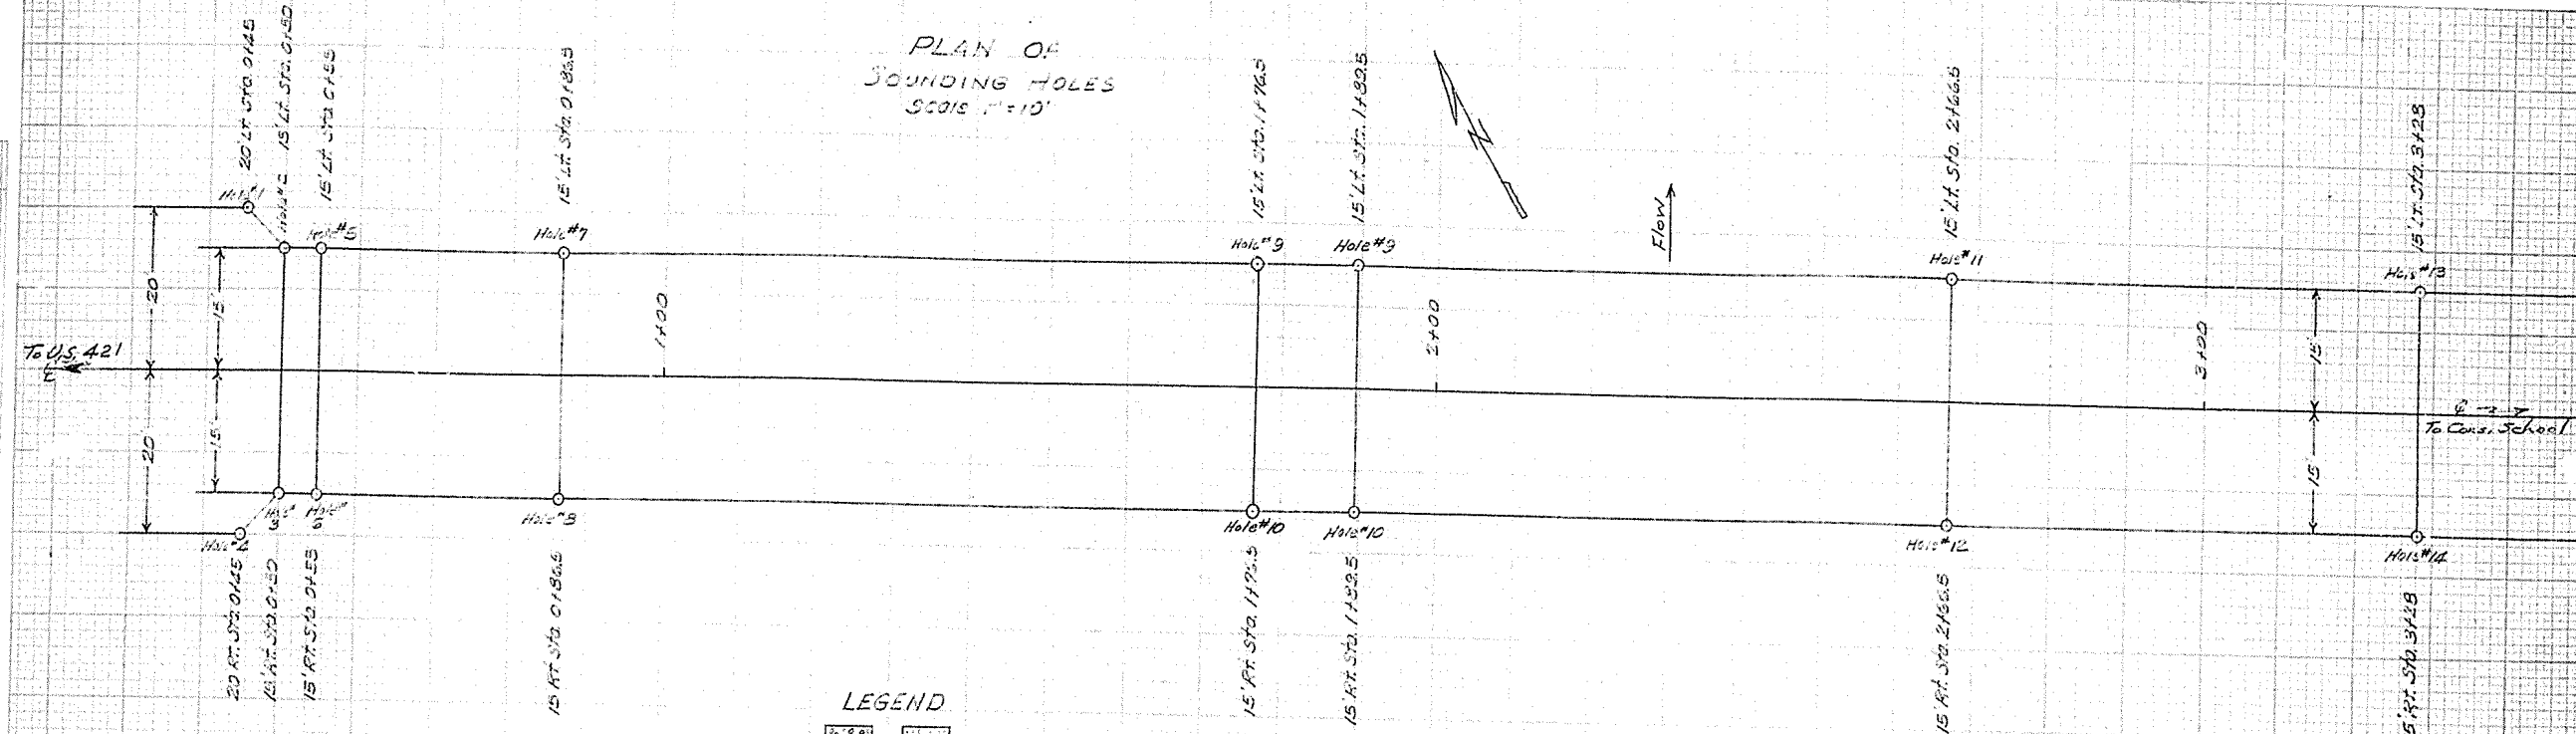 PLAN OF
SOUNDING HOLES
Scale 1"=10'
20' Lt. Sta. 0+45
15' Lt. Sta. 0+50
15' Lt. Sta. 0+55
15' Lt. Sta. 0+86.5
15' Lt. Sta. 1+76.5
15' Lt. Sta. 1+89.5
15' Lt. Sta. 2+66.5
15' Lt. Sta. 3+28
Hole #1
Hole #2
Hole #5
Hole #7
Hole #9
Hole #9
Hole #11
Hole #13
Flow
20'
15'
1+00
2+00
3+00
15'
To U.S. 421
℄
℄
To Cons. School
20'
15'
15'
Hole #4
Hole #3
Hole #6
Hole #8
Hole #10
Hole #10
Hole #12
Hole #14
20' Rt. Sta. 0+45
15' Rt. Sta. 0+50
15' Rt. Sta. 0+55
15' Rt. Sta. 0+86.5
15' Rt. Sta. 1+76.5
15' Rt. Sta. 1+89.5
15' Rt. Sta. 2+66.5
5' Rt. Sta. 3+28
LEGEND